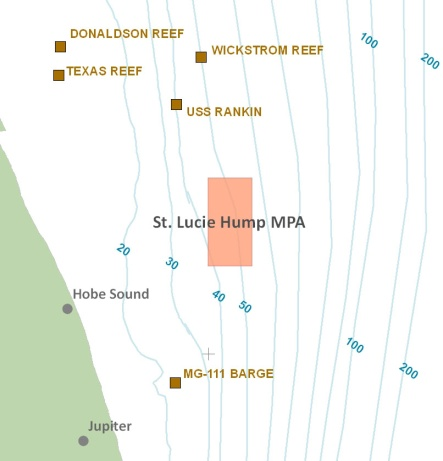 DONALDSON REEF
100
WICKSTROM REEF
200
TEXAS REEF
USS RANKIN
St. Lucie Hump MPA
20
30
Hobe Sound
40
50
100
200
MG-111 BARGE
Jupiter